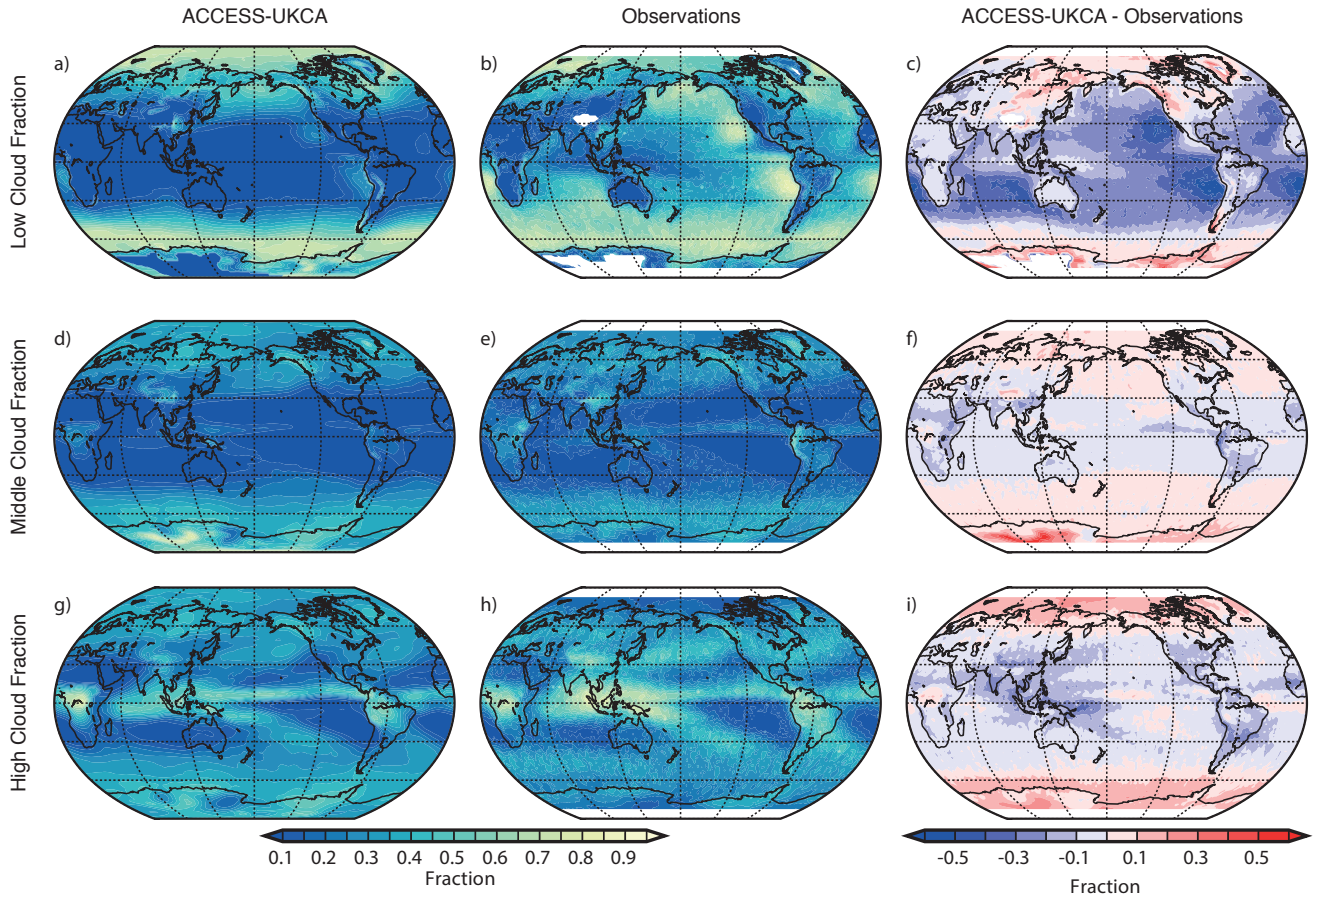 ACCESS-UKCA
Observations
ACCESS-UKCA - Observations
Low Cloud Fraction
a)
b)
c)
Middle Cloud Fraction
d)
e)
f)
High Cloud Fraction
g)
h)
i)
0.1 0.2 0.3 0.4 0.5 0.6 0.7 0.8 0.9
Fraction
-0.5 -0.3 -0.1 0.1 0.3 0.5
Fraction